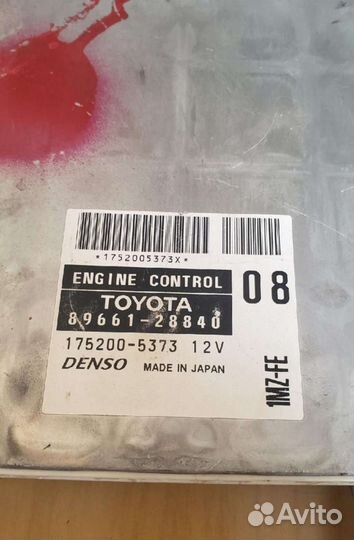 *1752005373X*
ENGINE CONTROL
08
TOYOTA
89661-28840
175200-5373 12V
DENSO MADE IN JAPAN
1MZ-FE
Avito